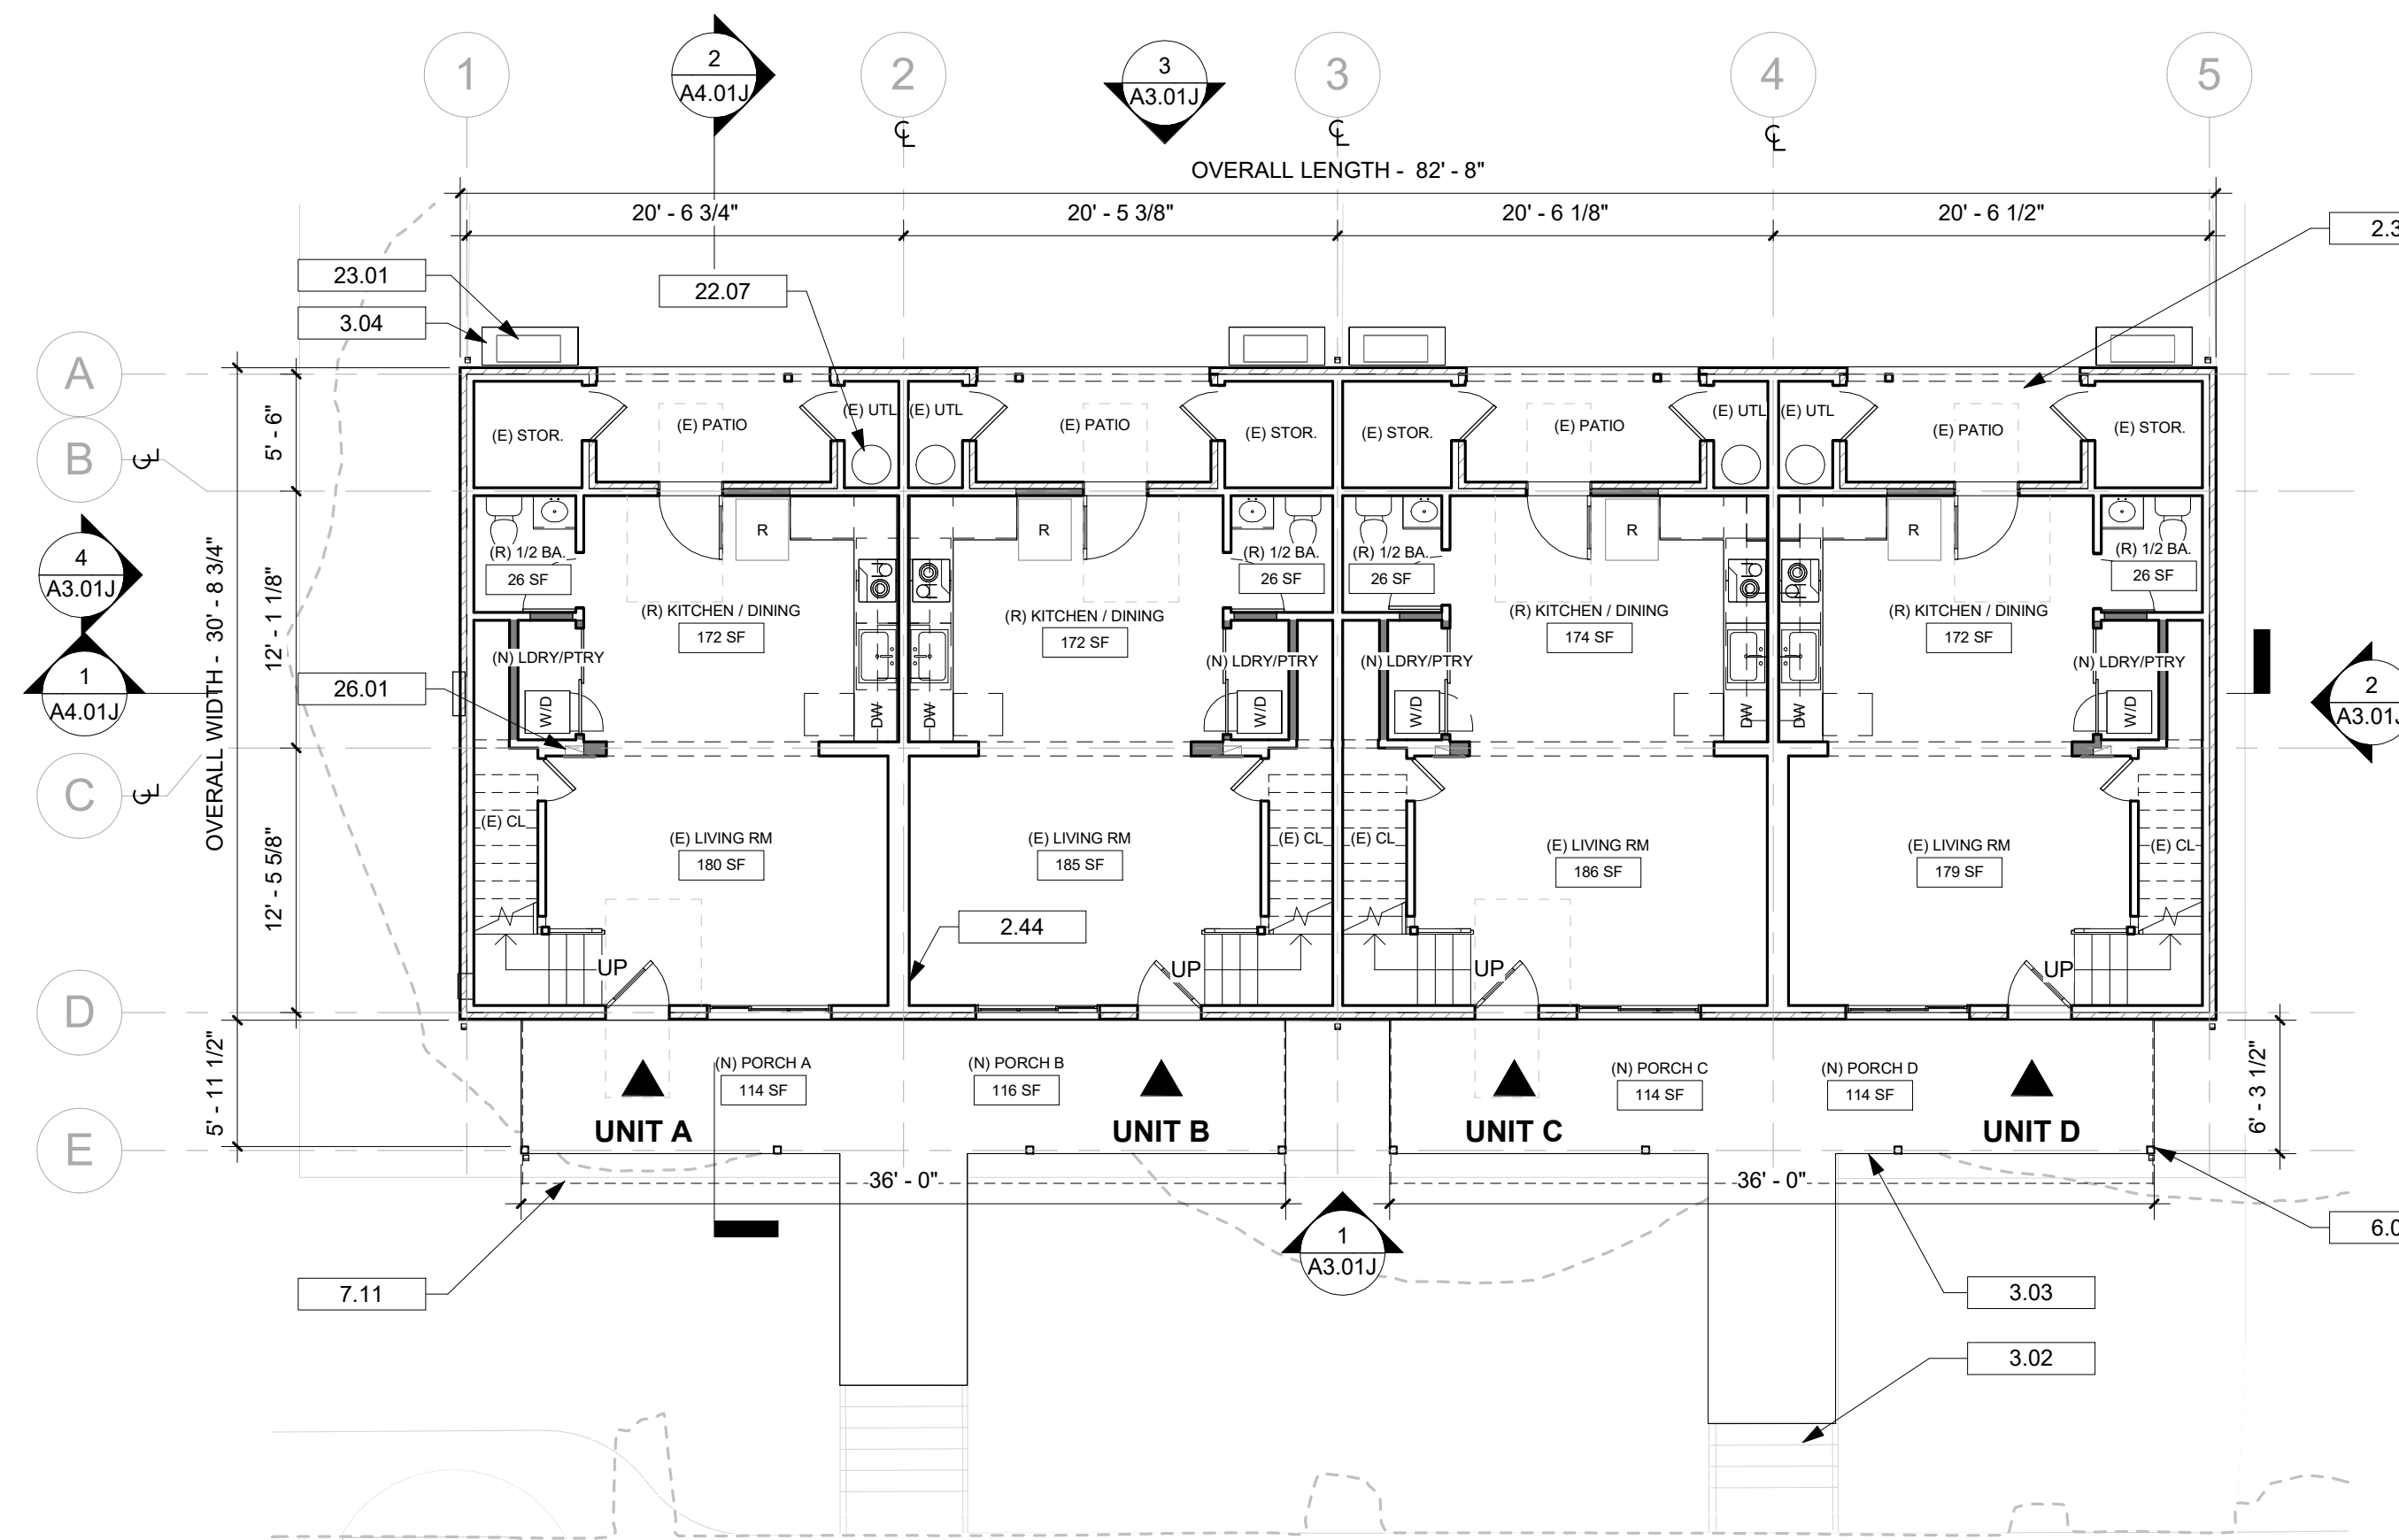 1
2
A4.01J
2
3
A3.01J
3
4
5
℄
℄
℄
OVERALL LENGTH - 82' - 8"
20' - 6 3/4"
20' - 5 3/8"
20' - 6 1/8"
20' - 6 1/2"
2.3
23.01
22.07
3.04
A
B
℄
C
℄
D
E
5' - 6"
12' - 1 1/8"
12' - 5 5/8"
OVERALL WIDTH - 30' - 8 3/4"
5' - 11 1/2"
6' - 3 1/2"
4
A3.01J
1
A4.01J
2
A3.01J
26.01
(E) STOR.
(E) PATIO
(E) UTL
(E) UTL
(E) PATIO
(E) STOR.
(E) STOR.
(E) PATIO
(E) UTL
(E) UTL
(E) PATIO
(E) STOR.
R
R
R
R
(R) 1/2 BA.
26 SF
(R) 1/2 BA.
26 SF
(R) 1/2 BA.
26 SF
(R) 1/2 BA.
26 SF
(R) KITCHEN / DINING
172 SF
(R) KITCHEN / DINING
172 SF
(R) KITCHEN / DINING
174 SF
(R) KITCHEN / DINING
172 SF
(N) LDRY/PTRY
(N) LDRY/PTRY
(N) LDRY/PTRY
(N) LDRY/PTRY
W/D
DW
DW
W/D
W/D
DW
DW
W/D
(E) CL
(E) LIVING RM
180 SF
(E) LIVING RM
185 SF
(E) CL
(E) CL
(E) LIVING RM
186 SF
(E) LIVING RM
179 SF
(E) CL
2.44
UP
UP
UP
UP
(N) PORCH A
114 SF
(N) PORCH B
116 SF
(N) PORCH C
114 SF
(N) PORCH D
114 SF
UNIT A
UNIT B
UNIT C
UNIT D
36' - 0"
36' - 0"
1
A3.01J
6.0
7.11
3.03
3.02